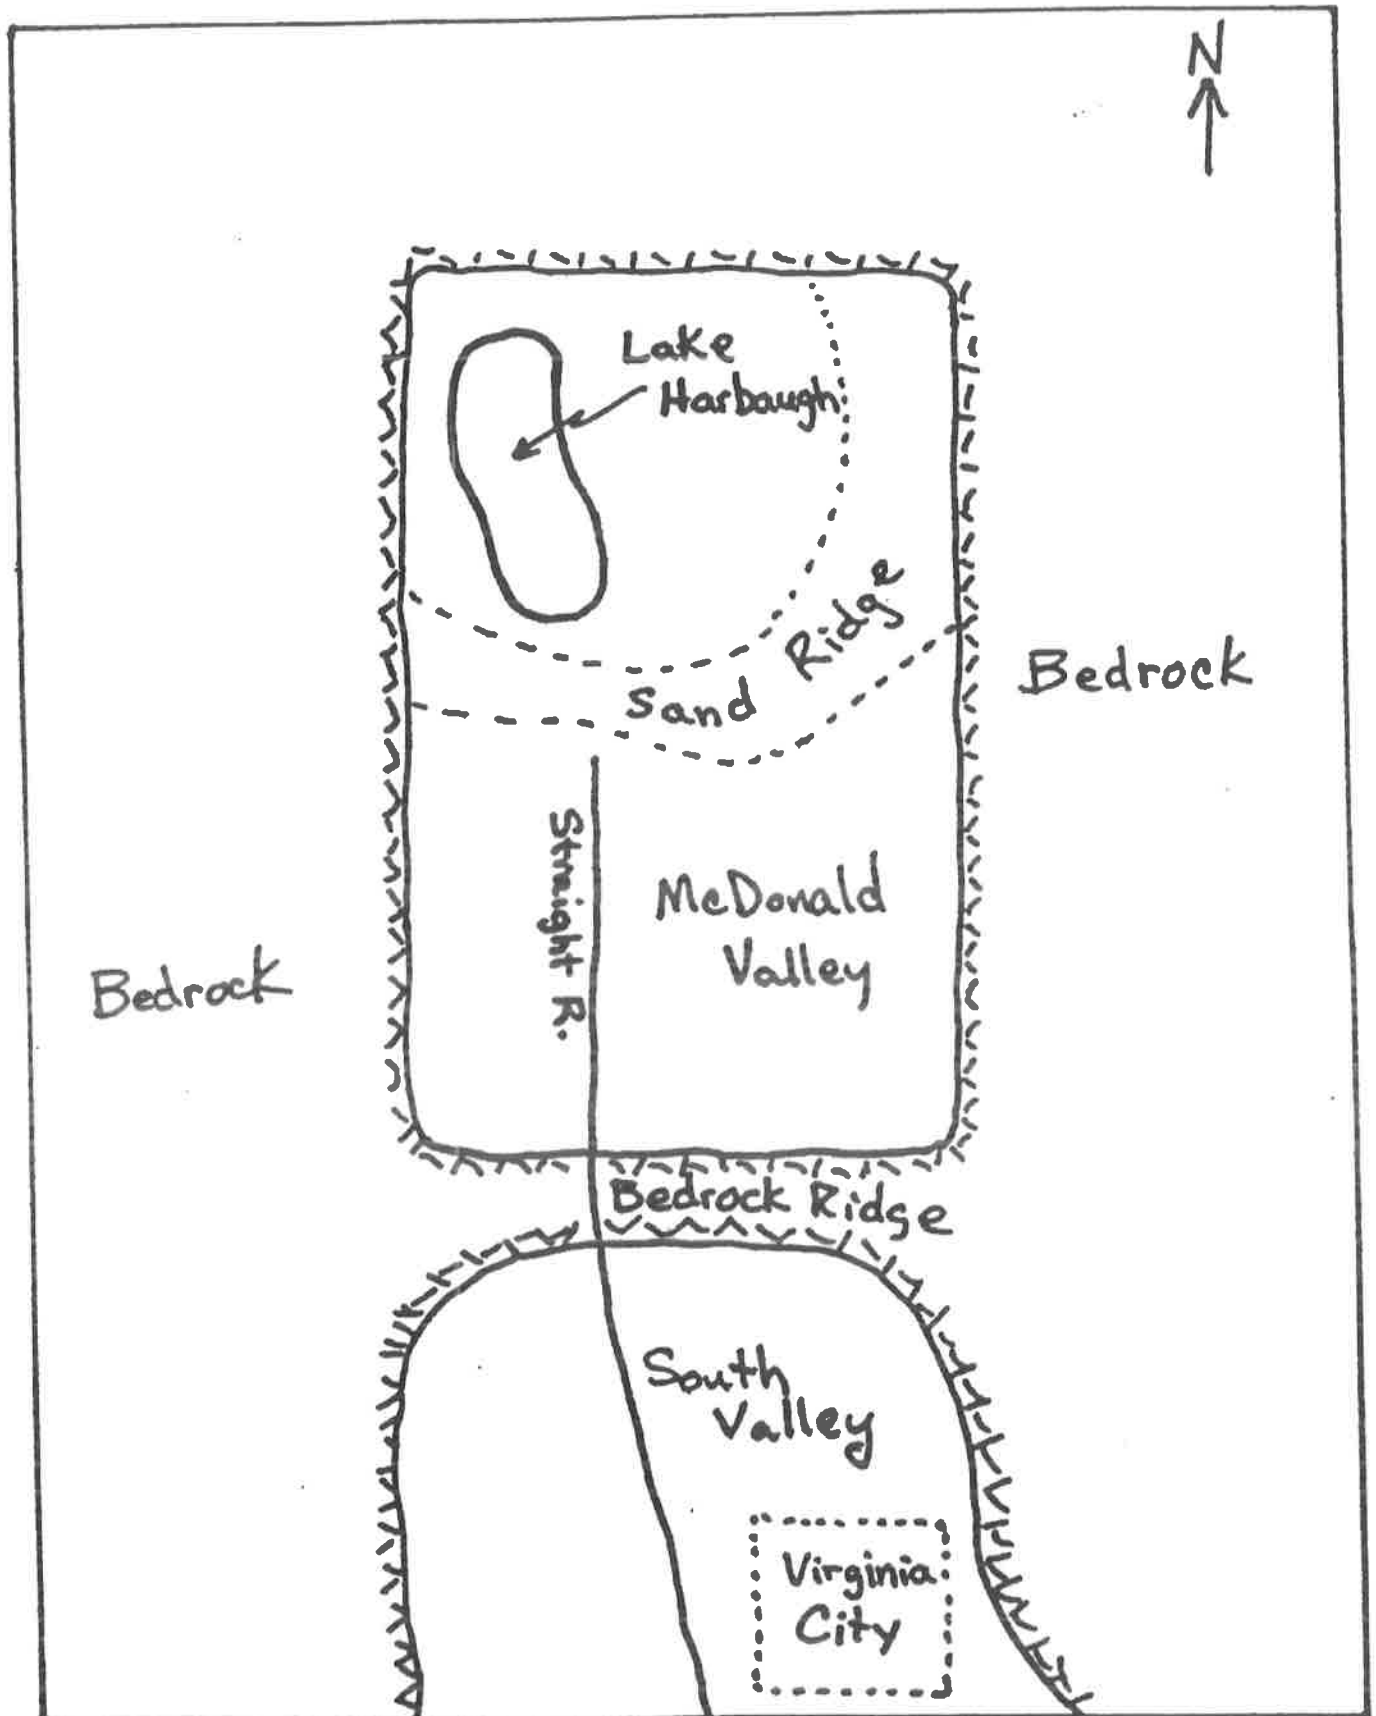 N
Lake
Harbaugh
Sand Ridge
Bedrock
Straight R.
McDonald
Valley
Bedrock
Bedrock Ridge
South
Valley
Virginia
City